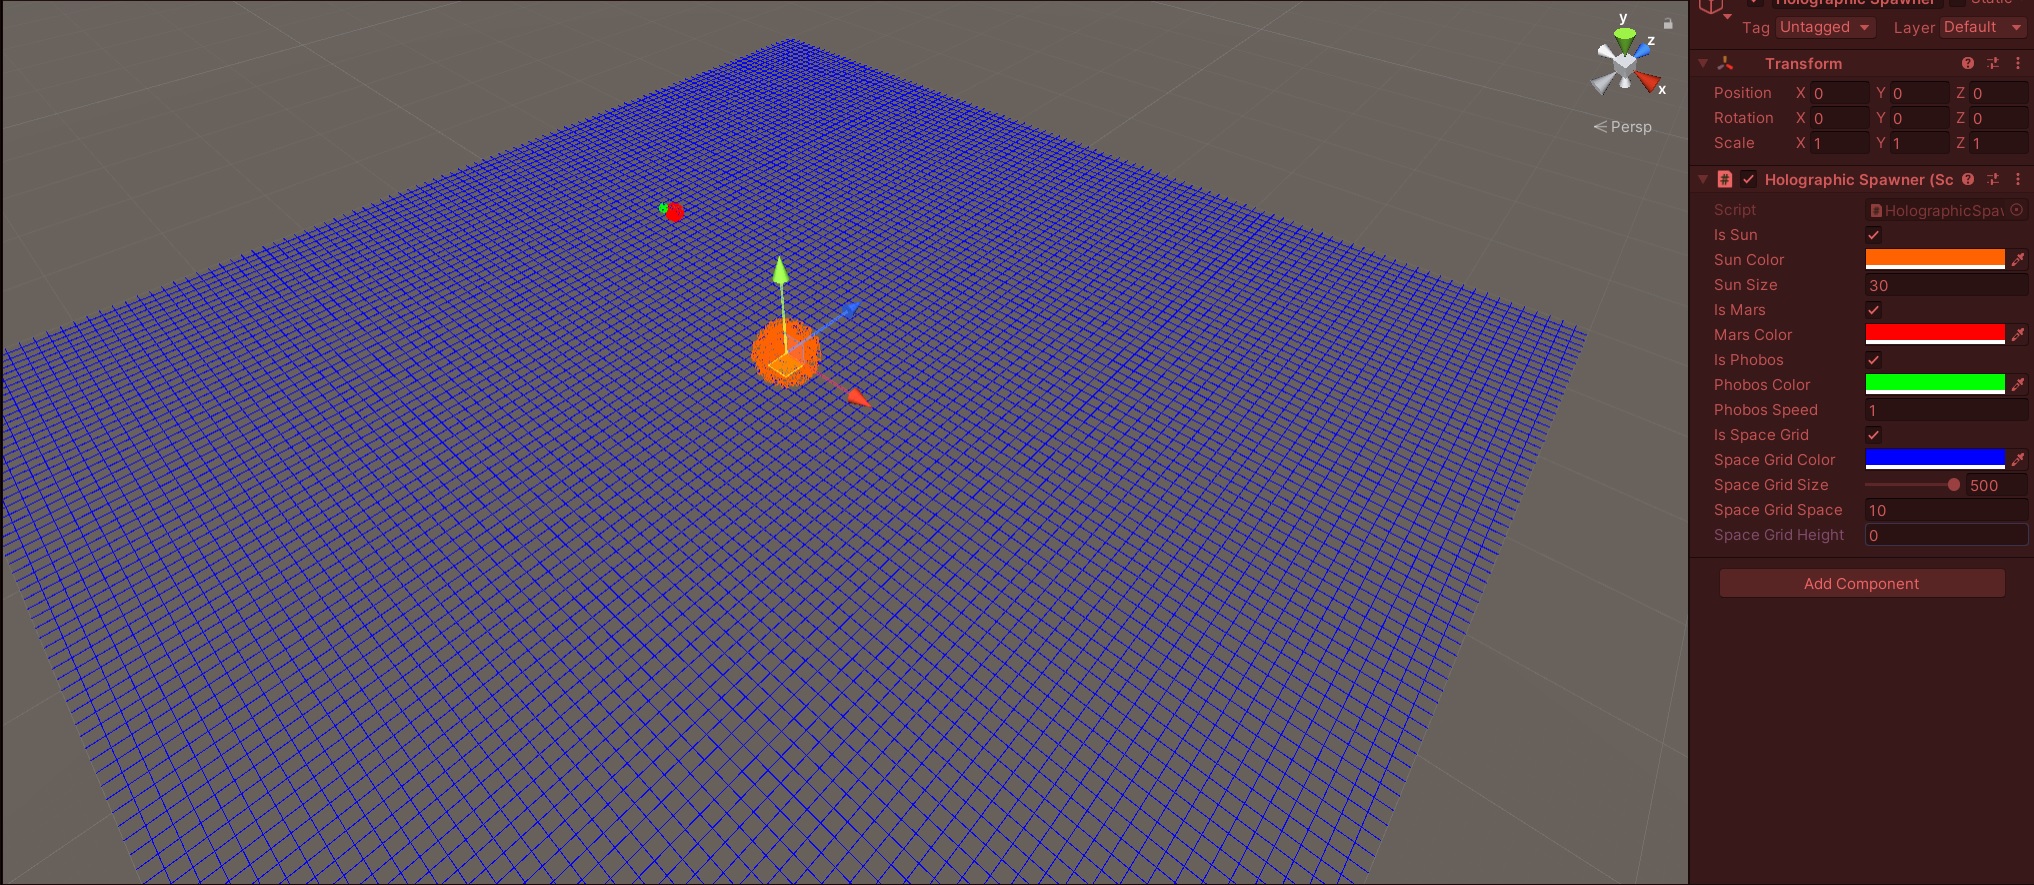 y
z
x
Persp
Holographic Spawner Static
Tag Untagged Layer Default
Transform
Position X 0 Y 0 Z 0
Rotation X 0 Y 0 Z 0
Scale X 1 Y 1 Z 1
# Holographic Spawner (Sc
Script HolographicSpav
Is Sun
Sun Color
Sun Size 30
Is Mars
Mars Color
Is Phobos
Phobos Color
Phobos Speed 1
Is Space Grid
Space Grid Color
Space Grid Size 500
Space Grid Space 10
Space Grid Height 0
Add Component